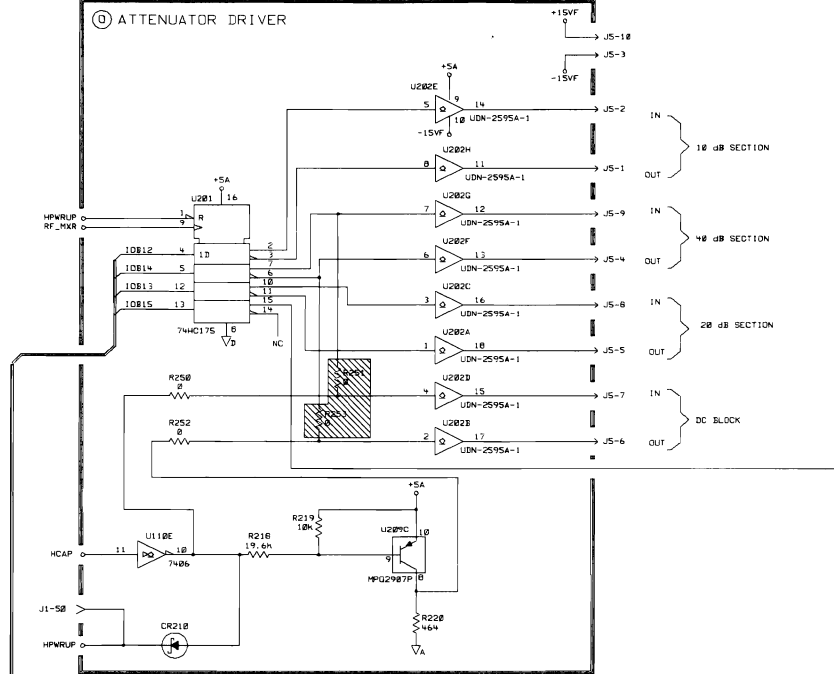 O ATTENUATOR DRIVER
+15VF
J5-10
J5-3
-15VF
+5A
U202E
5 9 14
UDN-2595A-1
10
-15VF
J5-2
IN
10 dB SECTION
U202H
8 11
UDN-2595A-1
J5-1
OUT
+5A
U201 16
HPWRUP 1 R
RF_MXR 9
U202G
7 12
UDN-2595A-1
J5-9
IN
40 dB SECTION
IOB12 4 1D 2
3
IOB14 5 7
6
IOB13 12 10
11
IOB15 13 15
14
74HC175 8
D
NC
U202F
6 13
UDN-2595A-1
J5-4
OUT
U202C
3 16
UDN-2595A-1
J5-8
IN
20 dB SECTION
U202A
1 18
UDN-2595A-1
J5-5
OUT
R251
0
R250
0
U202D
4 15
UDN-2595A-1
J5-7
IN
DC BLOCK
R253
0
R252
0
U202B
2 17
UDN-2595A-1
J5-6
OUT
+5A
R219
10k
U209C
10
9
8
MPQ2907P
HCAP 11
U110E
10
7406
R218
19.6k
J1-50
CR210
HPWRUP
R220
464
A